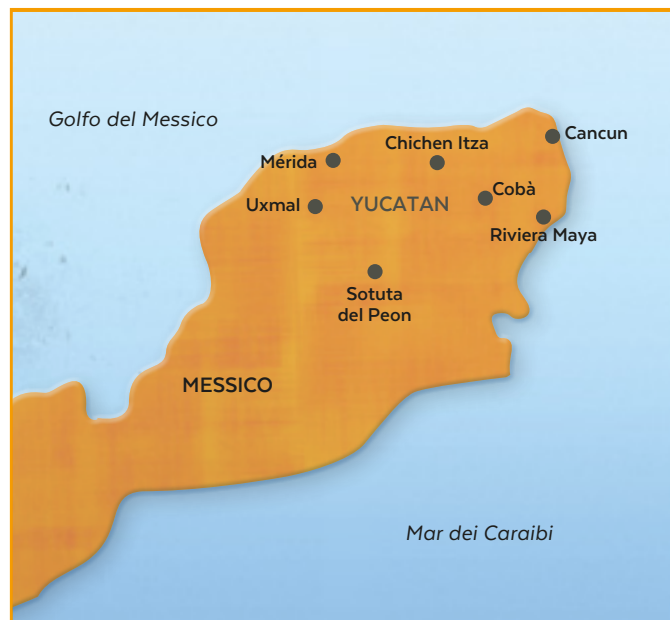 Golfo del Messico
Cancun
Chichen Itza
Mérida
Cobà
Uxmal
YUCATAN
Riviera Maya
Sotuta
del Peon
MESSICO
Mar dei Caraibi